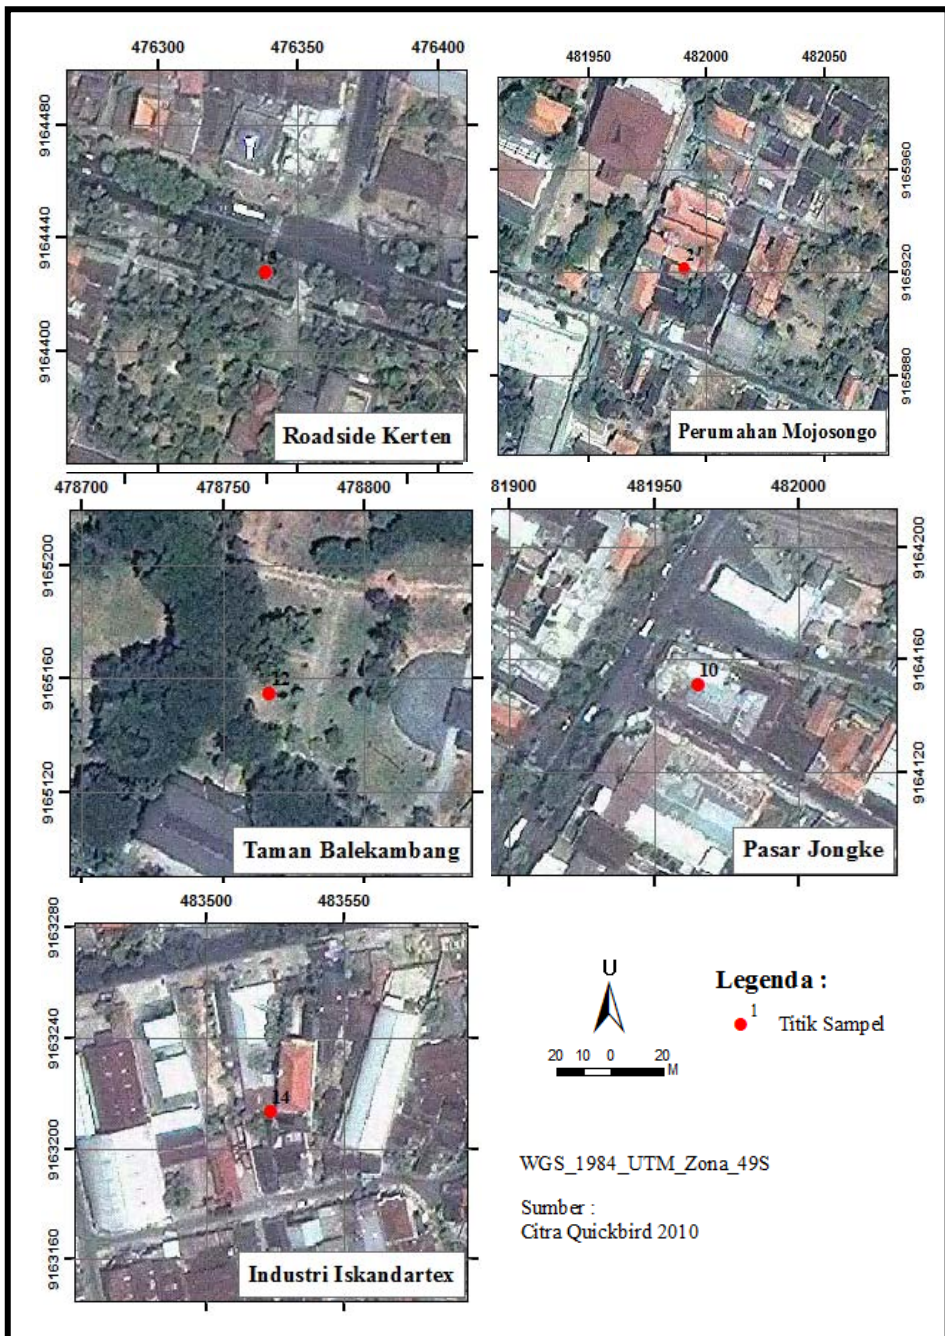 476300 476350 476400
9164480
9164440
9164400
Roadside Kerten
481950 482000 482050
9165960
9165920
9165880
2
Perumahan Mojosongo
478700 478750 478800
9165200
9165160
9165120
12
Taman Balekambang
81900 481950 482000
9164200
9164160
9164120
10
Pasar Jongke
483500 483550
9163280
9163240
9163200
9163160
14
Industri Iskandartex
U
20 10 0 20
M
Legenda :
1
Titik Sampel
WGS_1984_UTM_Zona_49S
Sumber :
Citra Quickbird 2010